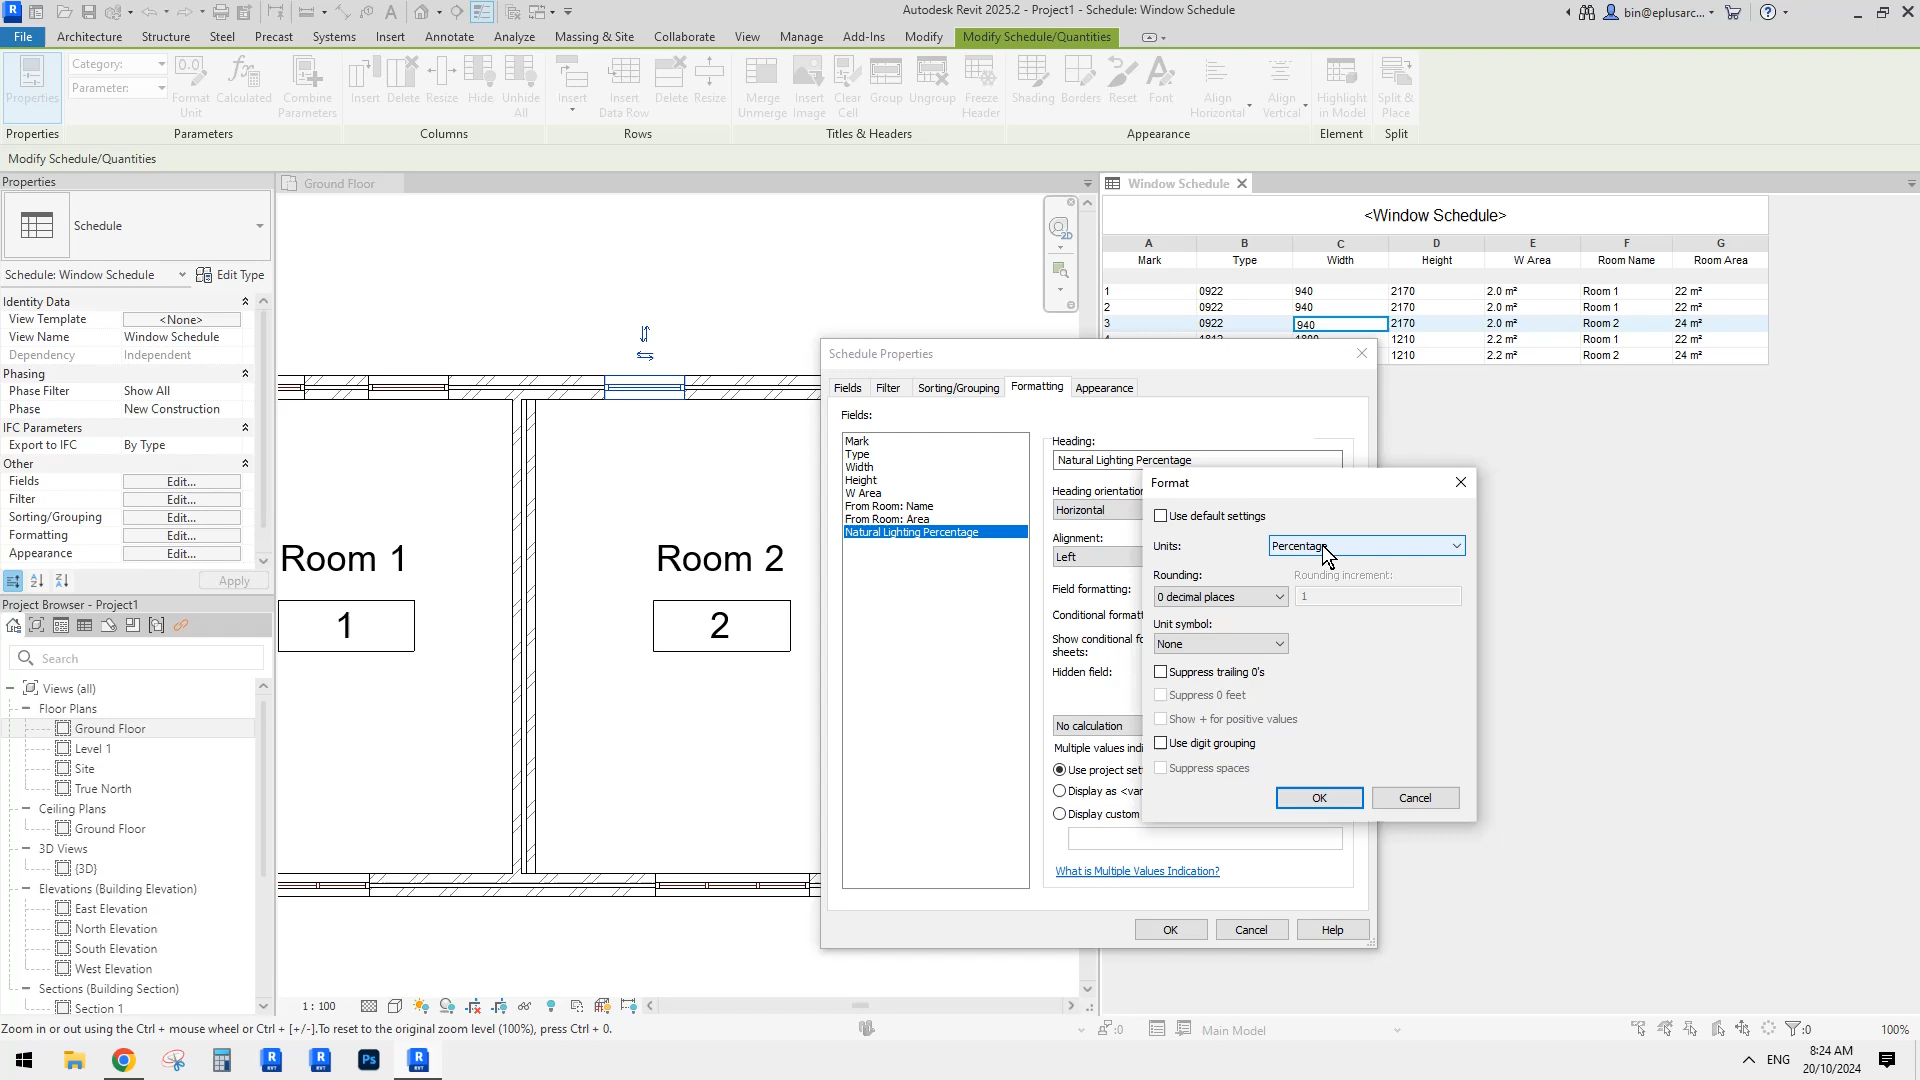 Autodesk Revit 2025.2 - Project1 - Schedule: Window Schedule
bin@eplusarc...
File Architecture Structure Steel Precast Systems Insert Annotate Analyze Massing & Site Collaborate View Manage Add-Ins Modify Modify Schedule/Quantities
Category:
Parameter:
Properties
Format Unit
Calculated
Combine Parameters
Insert Delete Resize Hide Unhide All
Insert
Insert Data Row
Delete Resize
Merge Unmerge
Insert Image
Clear Cell
Group Ungroup
Freeze Header
Shading Borders Reset Font
Align Horizontal
Align Vertical
Highlight in Model
Split & Place
Properties Parameters Columns Rows Titles & Headers Appearance Element Split
Modify Schedule/Quantities
Properties
Schedule
Schedule: Window Schedule Edit Type
Identity Data
View Template <None>
View Name Window Schedule
Dependency Independent
Phasing
Phase Filter Show All
Phase New Construction
IFC Parameters
Export to IFC By Type
Other
Fields Edit...
Filter Edit...
Sorting/Grouping Edit...
Formatting Edit...
Appearance Edit...
Apply
Project Browser - Project1
Search
Views (all)
Floor Plans
Ground Floor
Level 1
Site
True North
Ceiling Plans
Ground Floor
3D Views
{3D}
Elevations (Building Elevation)
East Elevation
North Elevation
South Elevation
West Elevation
Sections (Building Section)
Section 1
Ground Floor
2D
Room 1
1
Room 2
2
1 : 100
Window Schedule
<Window Schedule>
A B C D E F G
Mark Type Width Height W Area Room Name Room Area
1 0922 940 2170 2.0 m² Room 1 22 m²
2 0922 940 2170 2.0 m² Room 1 22 m²
3 0922 940 2170 2.0 m² Room 2 24 m²
1210 2.2 m² Room 1 22 m²
1210 2.2 m² Room 2 24 m²
Schedule Properties
Fields Filter Sorting/Grouping Formatting Appearance
Fields:
Mark
Type
Width
Height
W Area
From Room: Name
From Room: Area
Natural Lighting Percentage
Heading:
Natural Lighting Percentage
Heading orientation
Horizontal
Alignment:
Left
Field formatting:
Conditional formatt
Show conditional fo
sheets:
Hidden field:
No calculation
Multiple values indi
Use project set
Display as <var
Display custom
What is Multiple Values Indication?
OK Cancel Help
Format
Use default settings
Units: Percentage
Rounding: Rounding increment:
0 decimal places 1
Unit symbol:
None
Suppress trailing 0's
Suppress 0 feet
Show + for positive values
Use digit grouping
Suppress spaces
OK Cancel
Zoom in or out using the Ctrl + mouse wheel or Ctrl + [+/-].To reset to the original zoom level (100%), press Ctrl + 0.
:0
Main Model
:0
100%
ENG
8:24 AM
20/10/2024